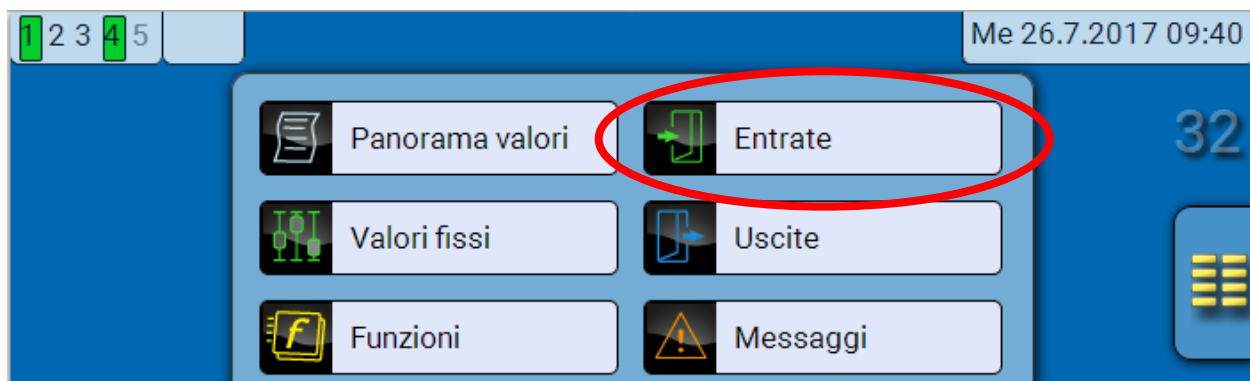 1 2 3 4 5
Me 26.7.2017 09:40
Panorama valori
Entrate
32
Valori fissi
Uscite
f Funzioni
Messaggi